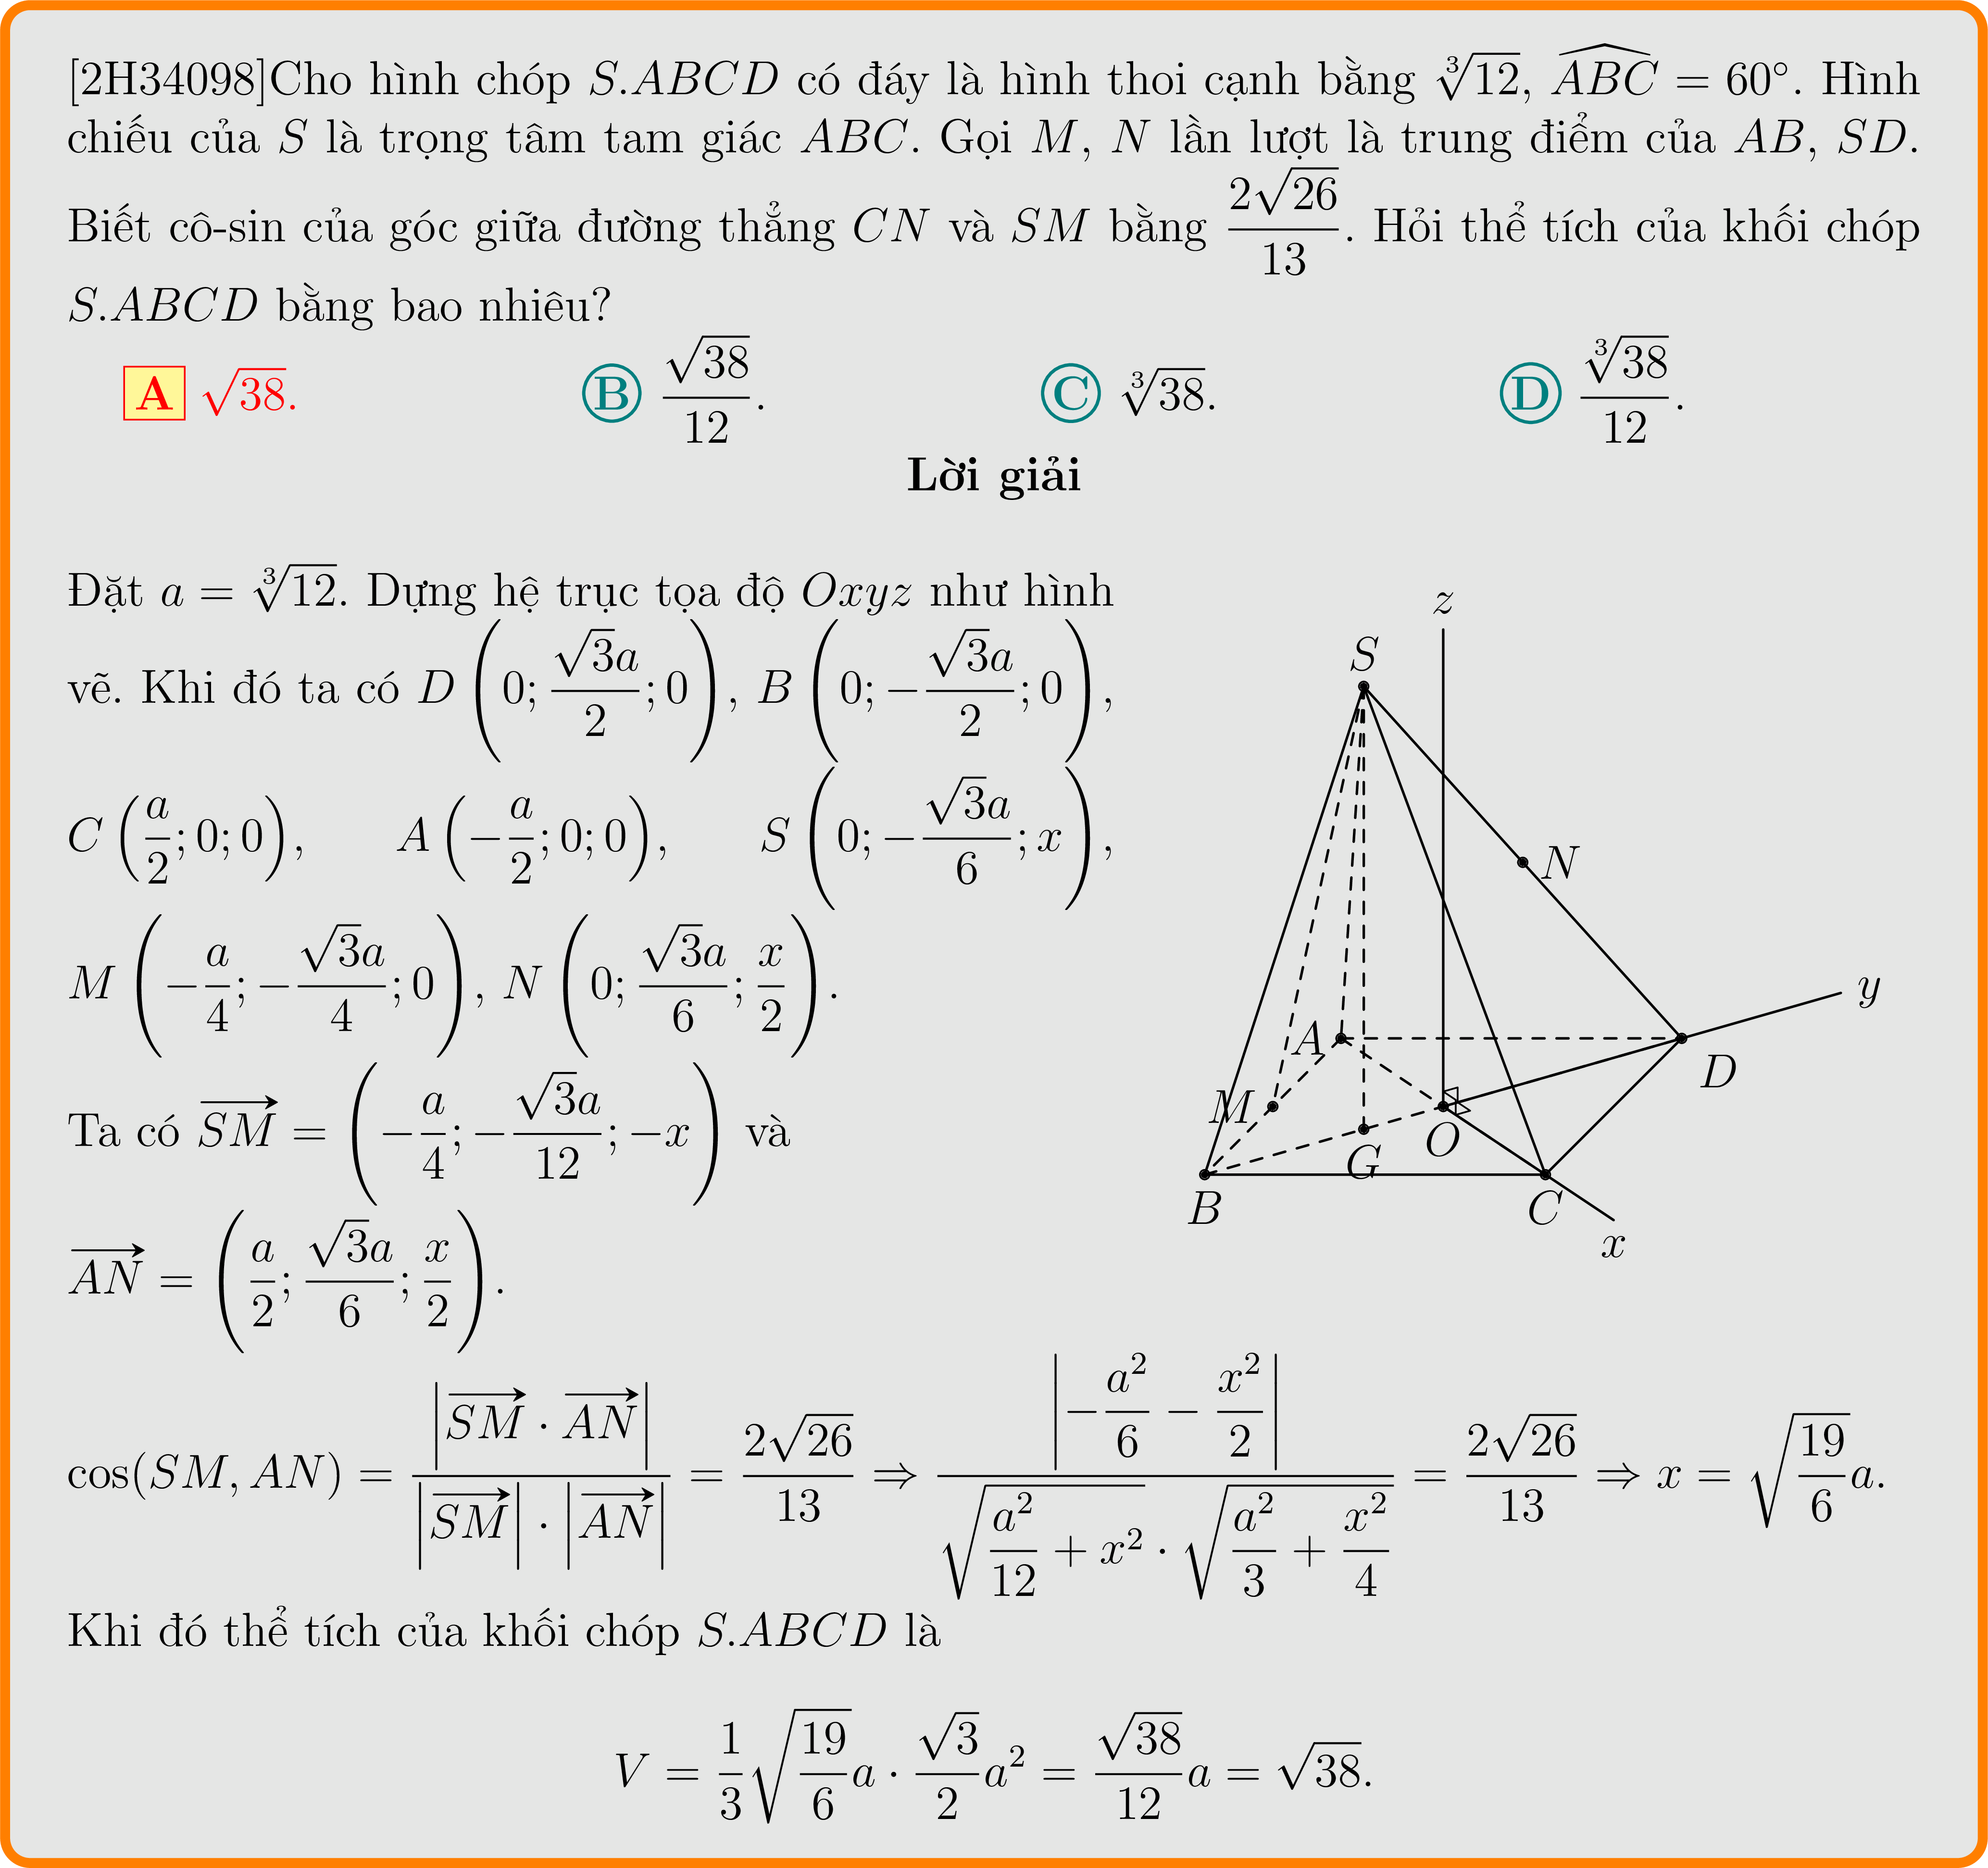 [2H34098]Cho hình chóp S.ABCD có đáy là hình thoi cạnh bằng $\sqrt[3]{12}$, $\widehat{ABC} = 60^\circ$. Hình
chiếu của S là trọng tâm tam giác ABC. Gọi M, N lần lượt là trung điểm của AB, SD.
Biết cô-sin của góc giữa đường thẳng CN và SM bằng $\frac{2\sqrt{26}}{13}$. Hỏi thể tích của khối chóp
S.ABCD bằng bao nhiêu?
A $\sqrt{38}$. B $\frac{\sqrt{38}}{12}$. C $\sqrt[3]{38}$. D $\frac{\sqrt[3]{38}}{12}$.
Lời giải
Đặt $a = \sqrt[3]{12}$. Dựng hệ trục tọa độ Oxyz như hình
vẽ. Khi đó ta có $D\left(0; \frac{\sqrt{3}a}{2}; 0\right)$, $B\left(0; -\frac{\sqrt{3}a}{2}; 0\right)$,
$C\left(\frac{a}{2}; 0; 0\right)$, $A\left(-\frac{a}{2}; 0; 0\right)$, $S\left(0; -\frac{\sqrt{3}a}{6}; x\right)$,
$M\left(-\frac{a}{4}; -\frac{\sqrt{3}a}{4}; 0\right)$, $N\left(0; \frac{\sqrt{3}a}{6}; \frac{x}{2}\right)$.
Ta có $\overrightarrow{SM} = \left(-\frac{a}{4}; -\frac{\sqrt{3}a}{12}; -x\right)$ và
$\overrightarrow{AN} = \left(\frac{a}{2}; \frac{\sqrt{3}a}{6}; \frac{x}{2}\right)$.
z
S
N
y
A
D
M
O
G
B
C
x
$\cos(SM, AN) = \frac{\left|\overrightarrow{SM} \cdot \overrightarrow{AN}\right|}{\left|\overrightarrow{SM}\right| \cdot \left|\overrightarrow{AN}\right|} = \frac{2\sqrt{26}}{13} \Rightarrow \frac{\left|-\frac{a^2}{6} - \frac{x^2}{2}\right|}{\sqrt{\frac{a^2}{12} + x^2} \cdot \sqrt{\frac{a^2}{3} + \frac{x^2}{4}}} = \frac{2\sqrt{26}}{13} \Rightarrow x = \sqrt{\frac{19}{6}}a.$
Khi đó thể tích của khối chóp S.ABCD là
$V = \frac{1}{3}\sqrt{\frac{19}{6}}a \cdot \frac{\sqrt{3}}{2}a^2 = \frac{\sqrt{38}}{12}a = \sqrt{38}.$